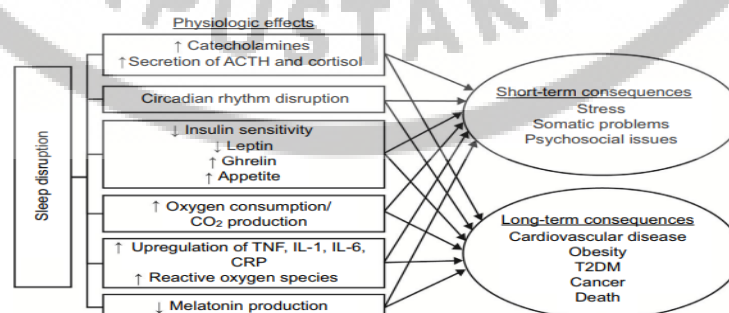 PUSTAK
Physiologic effects
↑ Catecholamines
↑Secretion of ACTH and cortisol
Circadian rhythm disruption
↓ Insulin sensitivity
↓ Leptin
↑ Ghrelin
↑ Appetite
↑ Oxygen consumption/
CO₂ production
↑ Upregulation of TNF, IL-1, IL-6,
CRP
↑ Reactive oxygen species
↓ Melatonin production
Sleep disruption
Short-term consequences
Stress
Somatic problems
Psychosocial issues
Long-term consequences
Cardiovascular disease
Obesity
T2DM
Cancer
Death